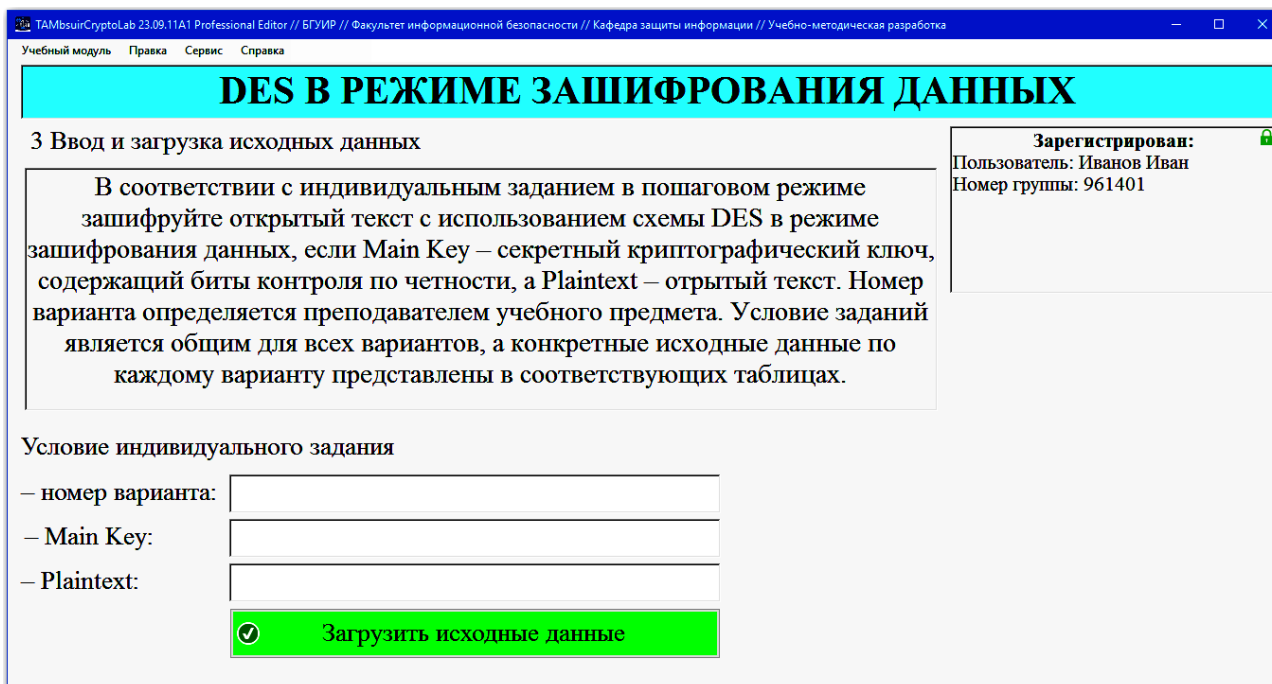 TAMbsuirCryptoLab 23.09.11A1 Professional Editor // БГУИР // Факультет информационной безопасности // Кафедра защиты информации // Учебно-методическая разработка
Учебный модуль Правка Сервис Справка
DES В РЕЖИМЕ ЗАШИФРОВАНИЯ ДАННЫХ
3 Ввод и загрузка исходных данных
В соответствии с индивидуальным заданием в пошаговом режиме
зашифруйте открытый текст с использованием схемы DES в режиме
зашифрования данных, если Main Key – секретный криптографический ключ,
содержащий биты контроля по четности, а Plaintext – отрытый текст. Номер
варианта определяется преподавателем учебного предмета. Условие заданий
является общим для всех вариантов, а конкретные исходные данные по
каждому варианту представлены в соответствующих таблицах.
Зарегистрирован:
Пользователь: Иванов Иван
Номер группы: 961401
Условие индивидуального задания
– номер варианта:
– Main Key:
– Plaintext:
Загрузить исходные данные